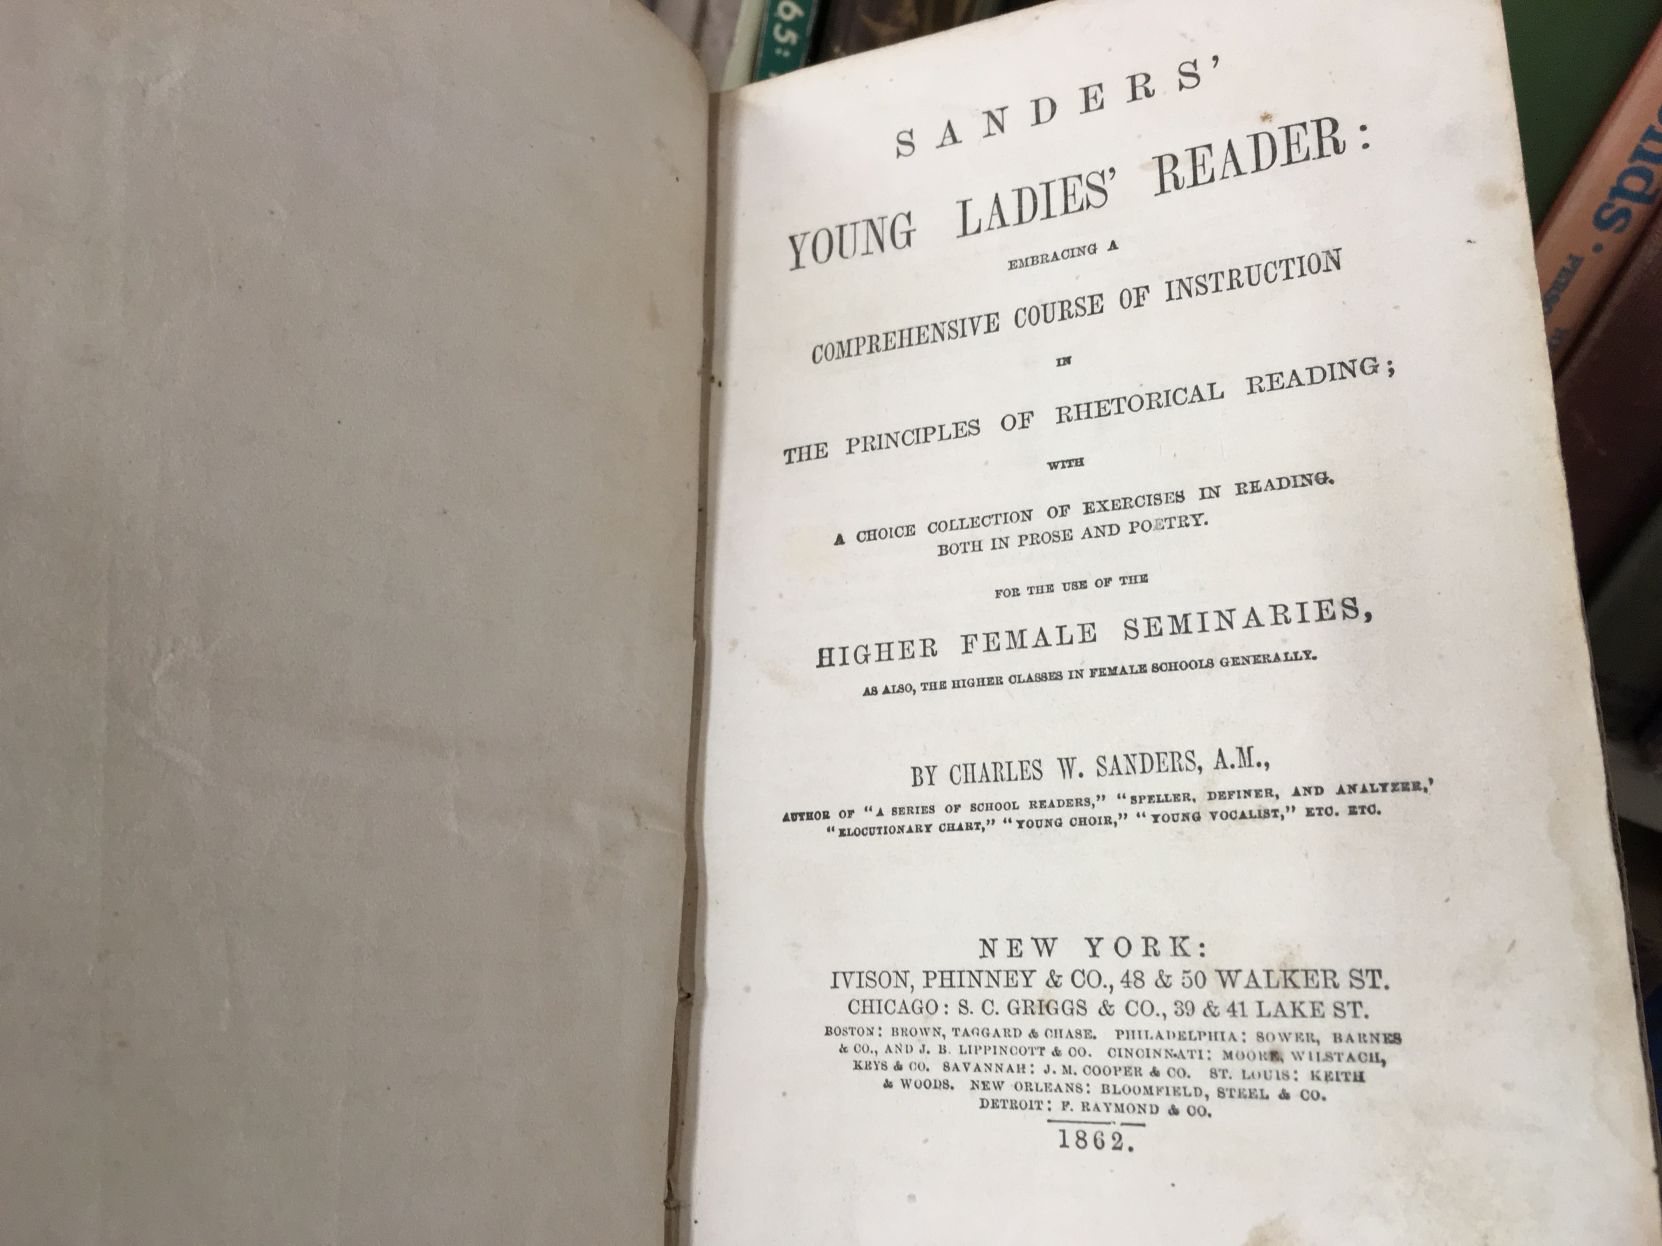 65:
SANDERS'
YOUNG LADIES' READER:
EMBRACING A
COMPREHENSIVE COURSE OF INSTRUCTION
IN
THE PRINCIPLES OF RHETORICAL READING;
WITH
A CHOICE COLLECTION OF EXERCISES IN READING.
BOTH IN PROSE AND POETRY.
FOR THE USE OF THE
HIGHER FEMALE SEMINARIES,
AS ALSO, THE HIGHER CLASSES IN FEMALE SCHOOLS GENERALLY.
BY CHARLES W. SANDERS, A.M.,
AUTHOR OF "A SERIES OF SCHOOL READERS," "SPELLER, DEFINER, AND ANALYZER,'
"ELOCUTIONARY CHART," "YOUNG CHOIR," "YOUNG VOCALIST," ETC. ETC.
NEW YORK:
IVISON, PHINNEY & CO., 48 & 50 WALKER ST.
CHICAGO: S. C. GRIGGS & CO., 39 & 41 LAKE ST.
BOSTON: BROWN, TAGGARD & CHASE. PHILADELPHIA: SOWER, BARNES
& CO., AND J. B. LIPPINCOTT & CO. CINCINNATI: MOORE, WILSTACH,
KEYS & CO. SAVANNAH: J. M. COOPER & CO. ST. LOUIS: KEITH
& WOODS. NEW ORLEANS: BLOOMFIELD, STEEL & CO.
DETROIT: F. RAYMOND & CO.
1862.